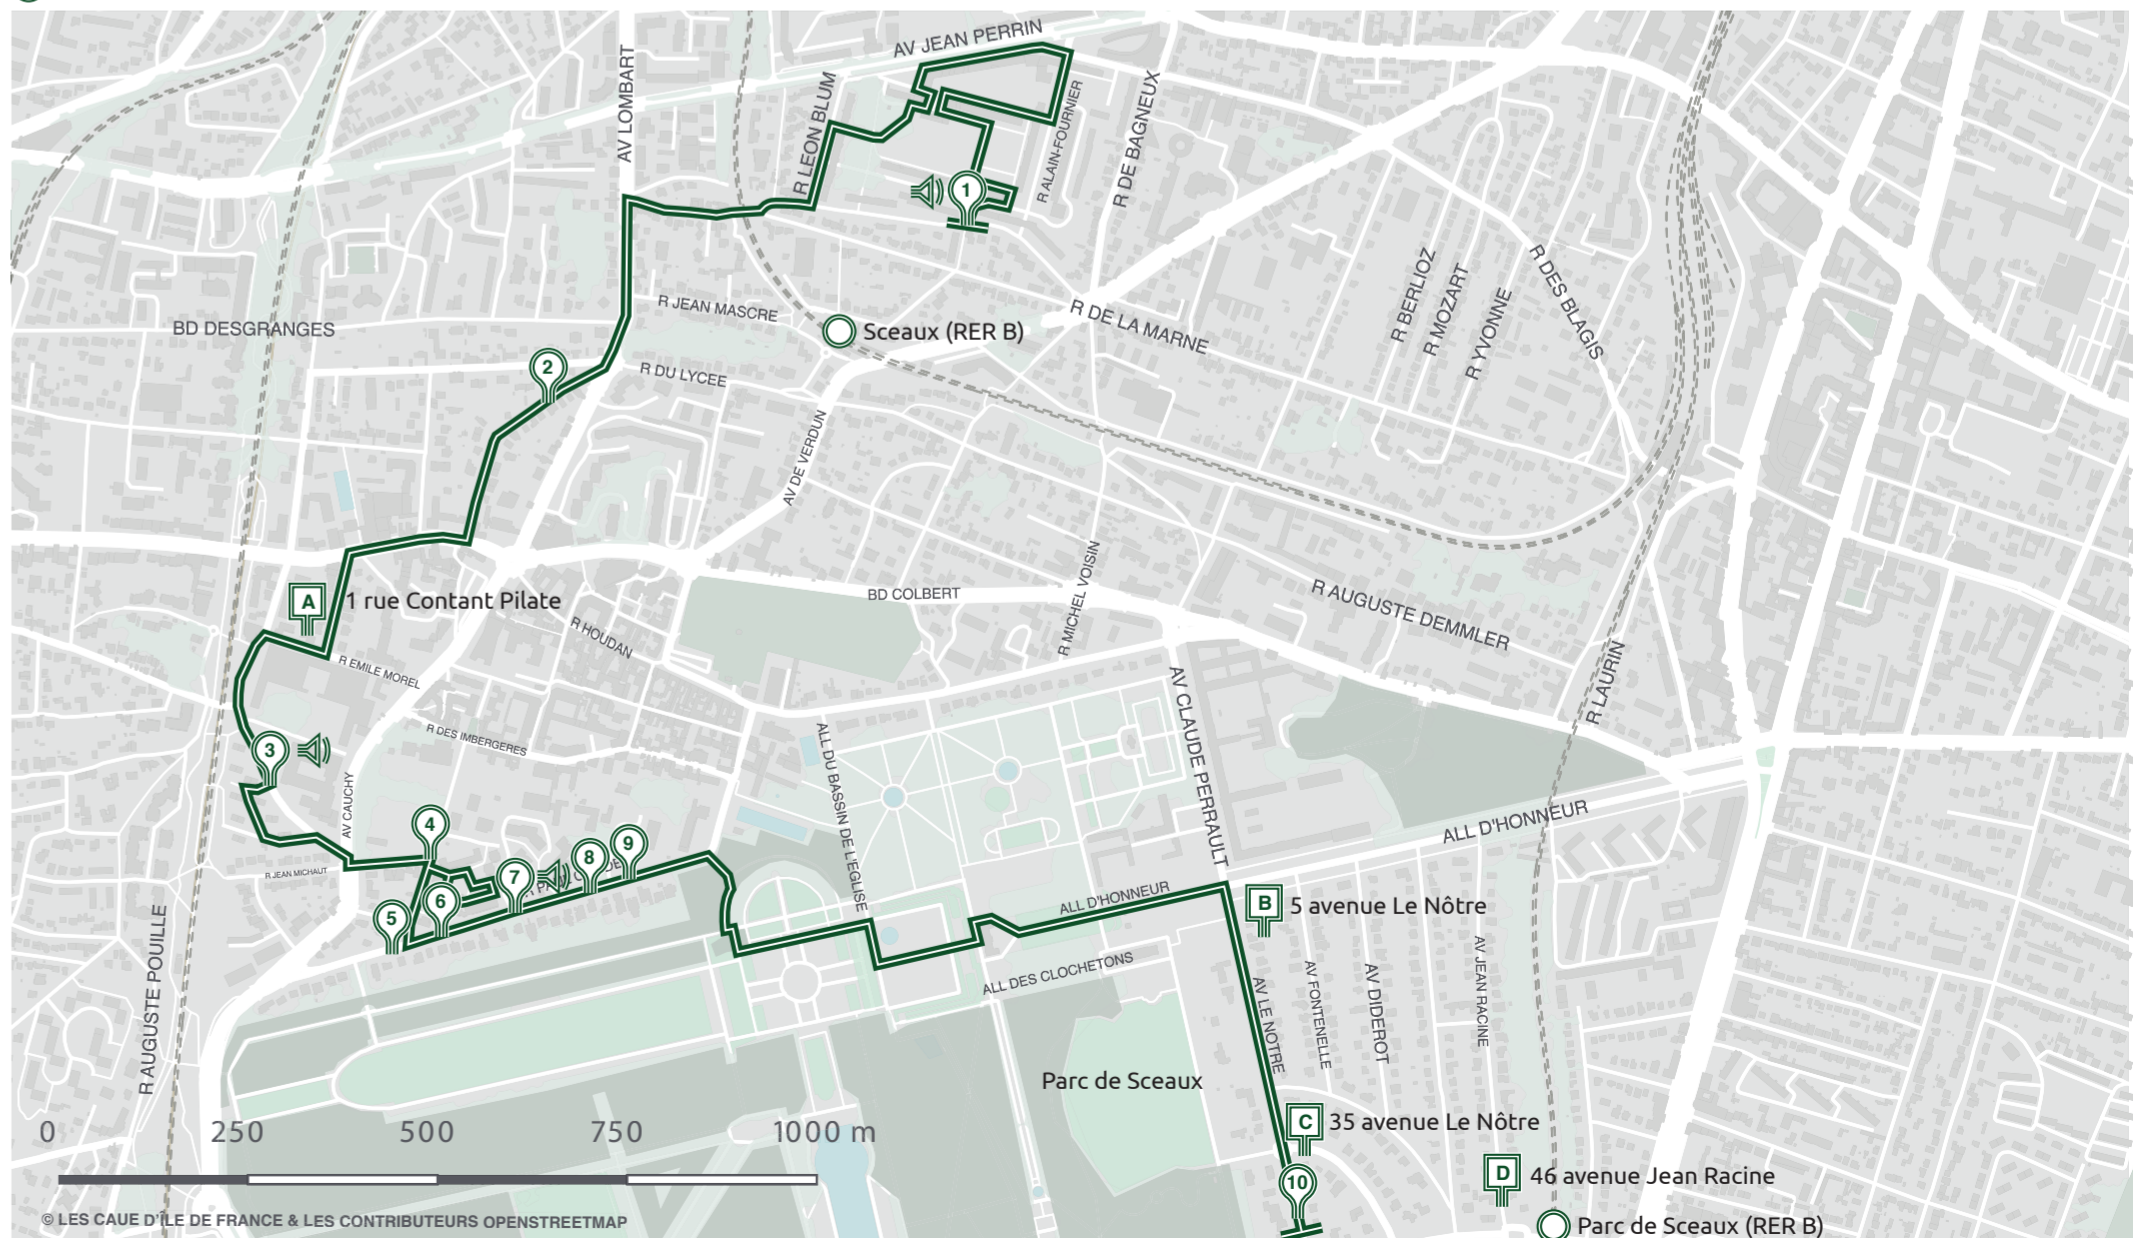 AV JEAN PERRIN
AV LOMBART
R LEON BLUM
R ALAIN-FOURNIER
R DE BAGNEUX
1
R BERLIOZ
R MOZART
R YVONNE
R DES BLAGIS
R JEAN MASCRE
BD DESGRANGES
Sceaux (RER B)
R DE LA MARNE
2
R DU LYCEE
AV DE VERDUN
A
1 rue Contant Pilate
BD COLBERT
R MICHEL VOISIN
R AUGUSTE DEMMLER
R HOUDAN
R EMILE MOREL
R LAURIN
AV CLAUDE PERRAULT
R DES IMBERGERES
ALL DU BASSIN DE L'EGLISE
3
AV CAUCHY
4
ALL D'HONNEUR
9
8
7
R JEAN MICHAUT
6
5
ALL D'HONNEUR
B
5 avenue Le Nôtre
R AUGUSTE POUILLE
ALL DES CLOCHETONS
AV LE NOTRE
AV FONTENELLE
AV DIDEROT
AV JEAN RACINE
Parc de Sceaux
C
35 avenue Le Nôtre
0 250 500 750 1000 m
10
D
46 avenue Jean Racine
© LES CAUE D'ÎLE DE FRANCE & LES CONTRIBUTEURS OPENSTREETMAP
Parc de Sceaux (RER B)